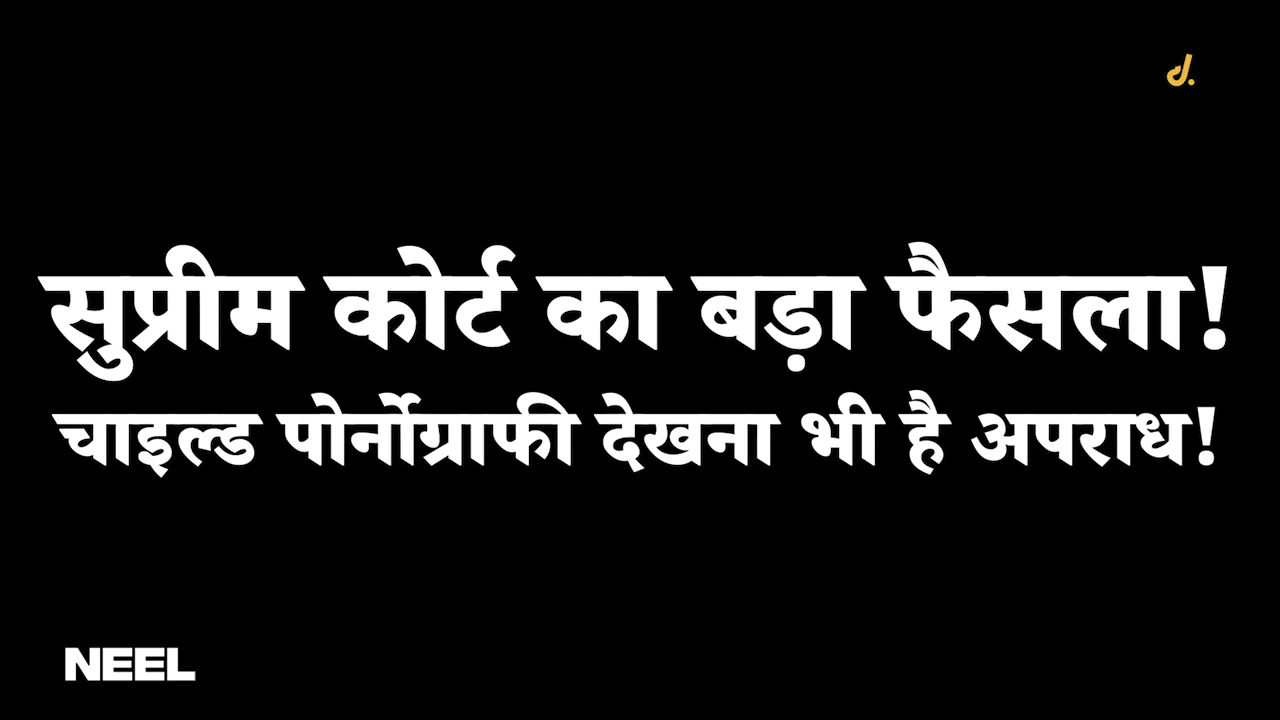 सुप्रीम कोर्ट का बड़ा फैसला!
चाइल्ड पोर्नोग्राफी देखना भी है अपराध!
NEEL